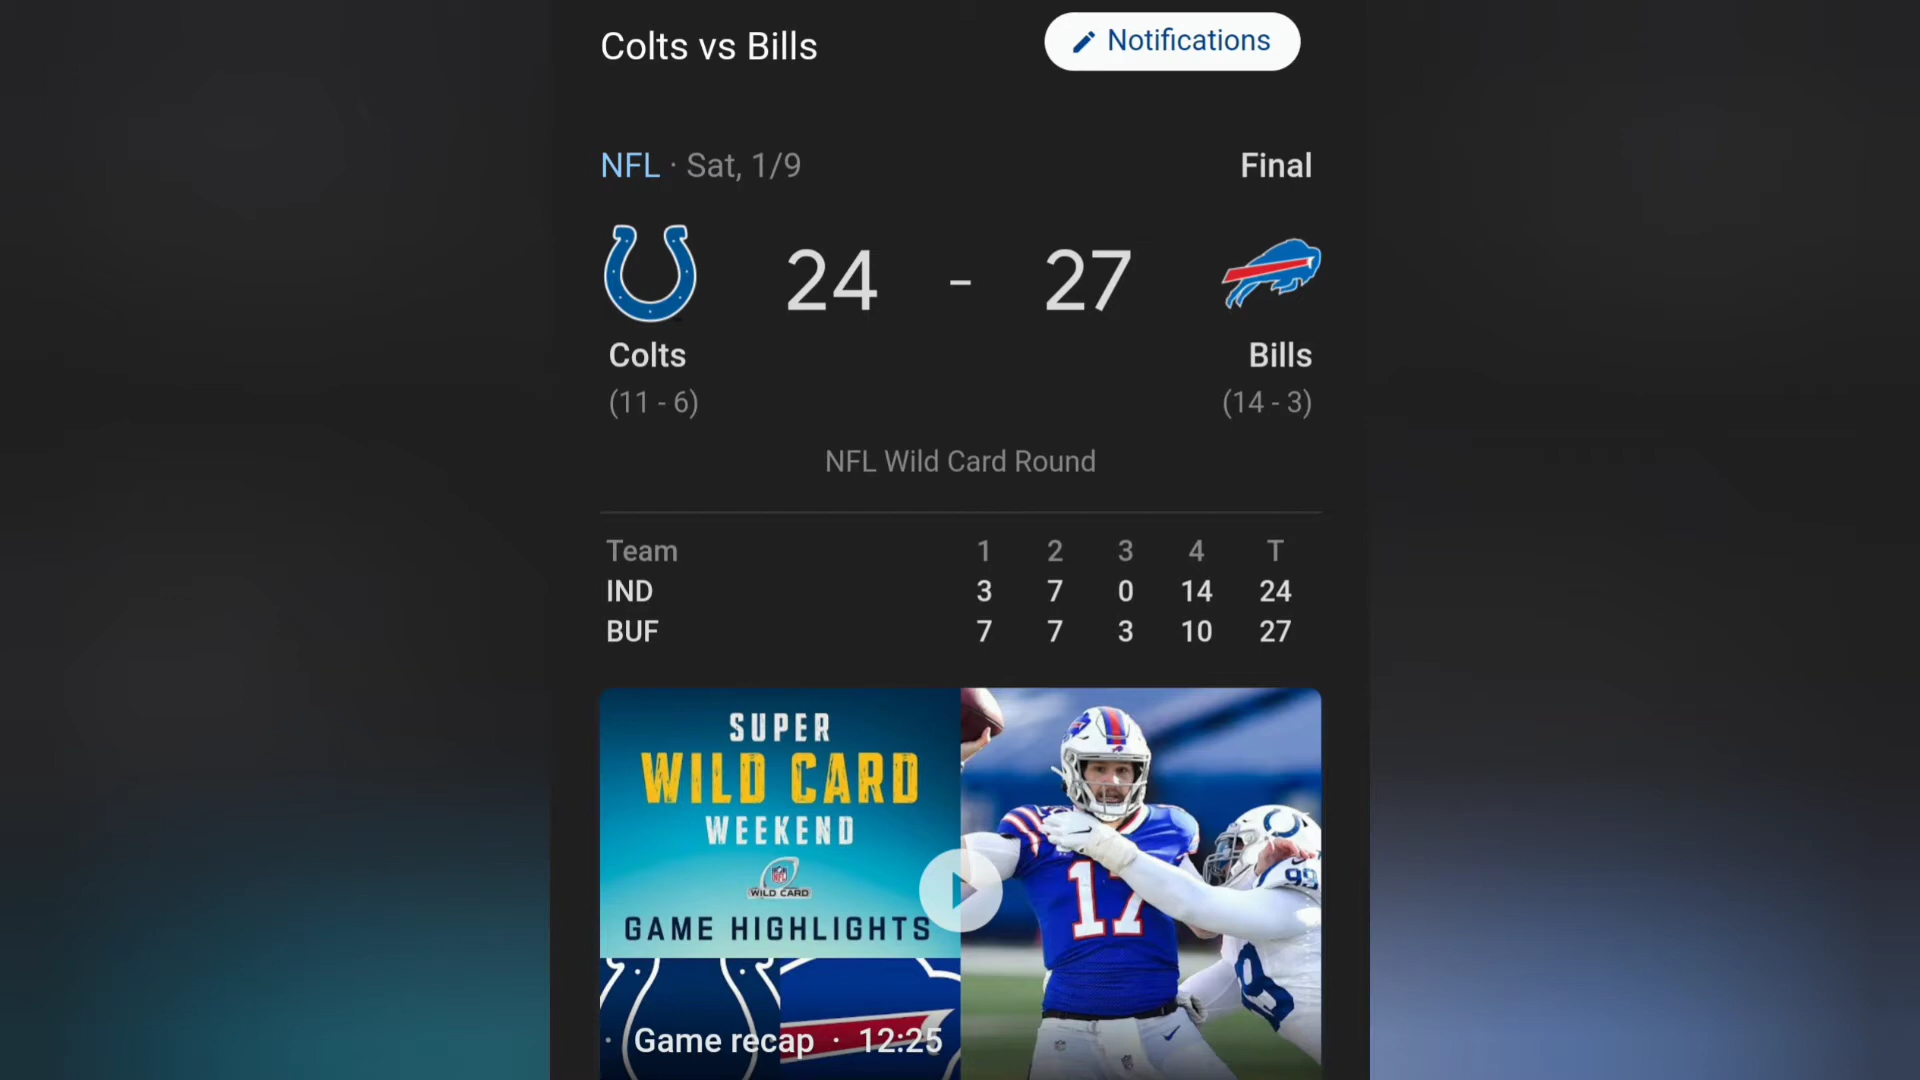 Colts vs Bills
Notifications
NFL · Sat, 1/9
Final
24 - 27
Colts
Bills
(11 - 6)
(14 - 3)
NFL Wild Card Round
Team 1 2 3 4 T
IND 3 7 0 14 24
BUF 7 7 3 10 27
SUPER
WILD CARD
WEEKEND
NFL
WILD CARD
GAME HIGHLIGHTS
17
99
Game recap · 12:25